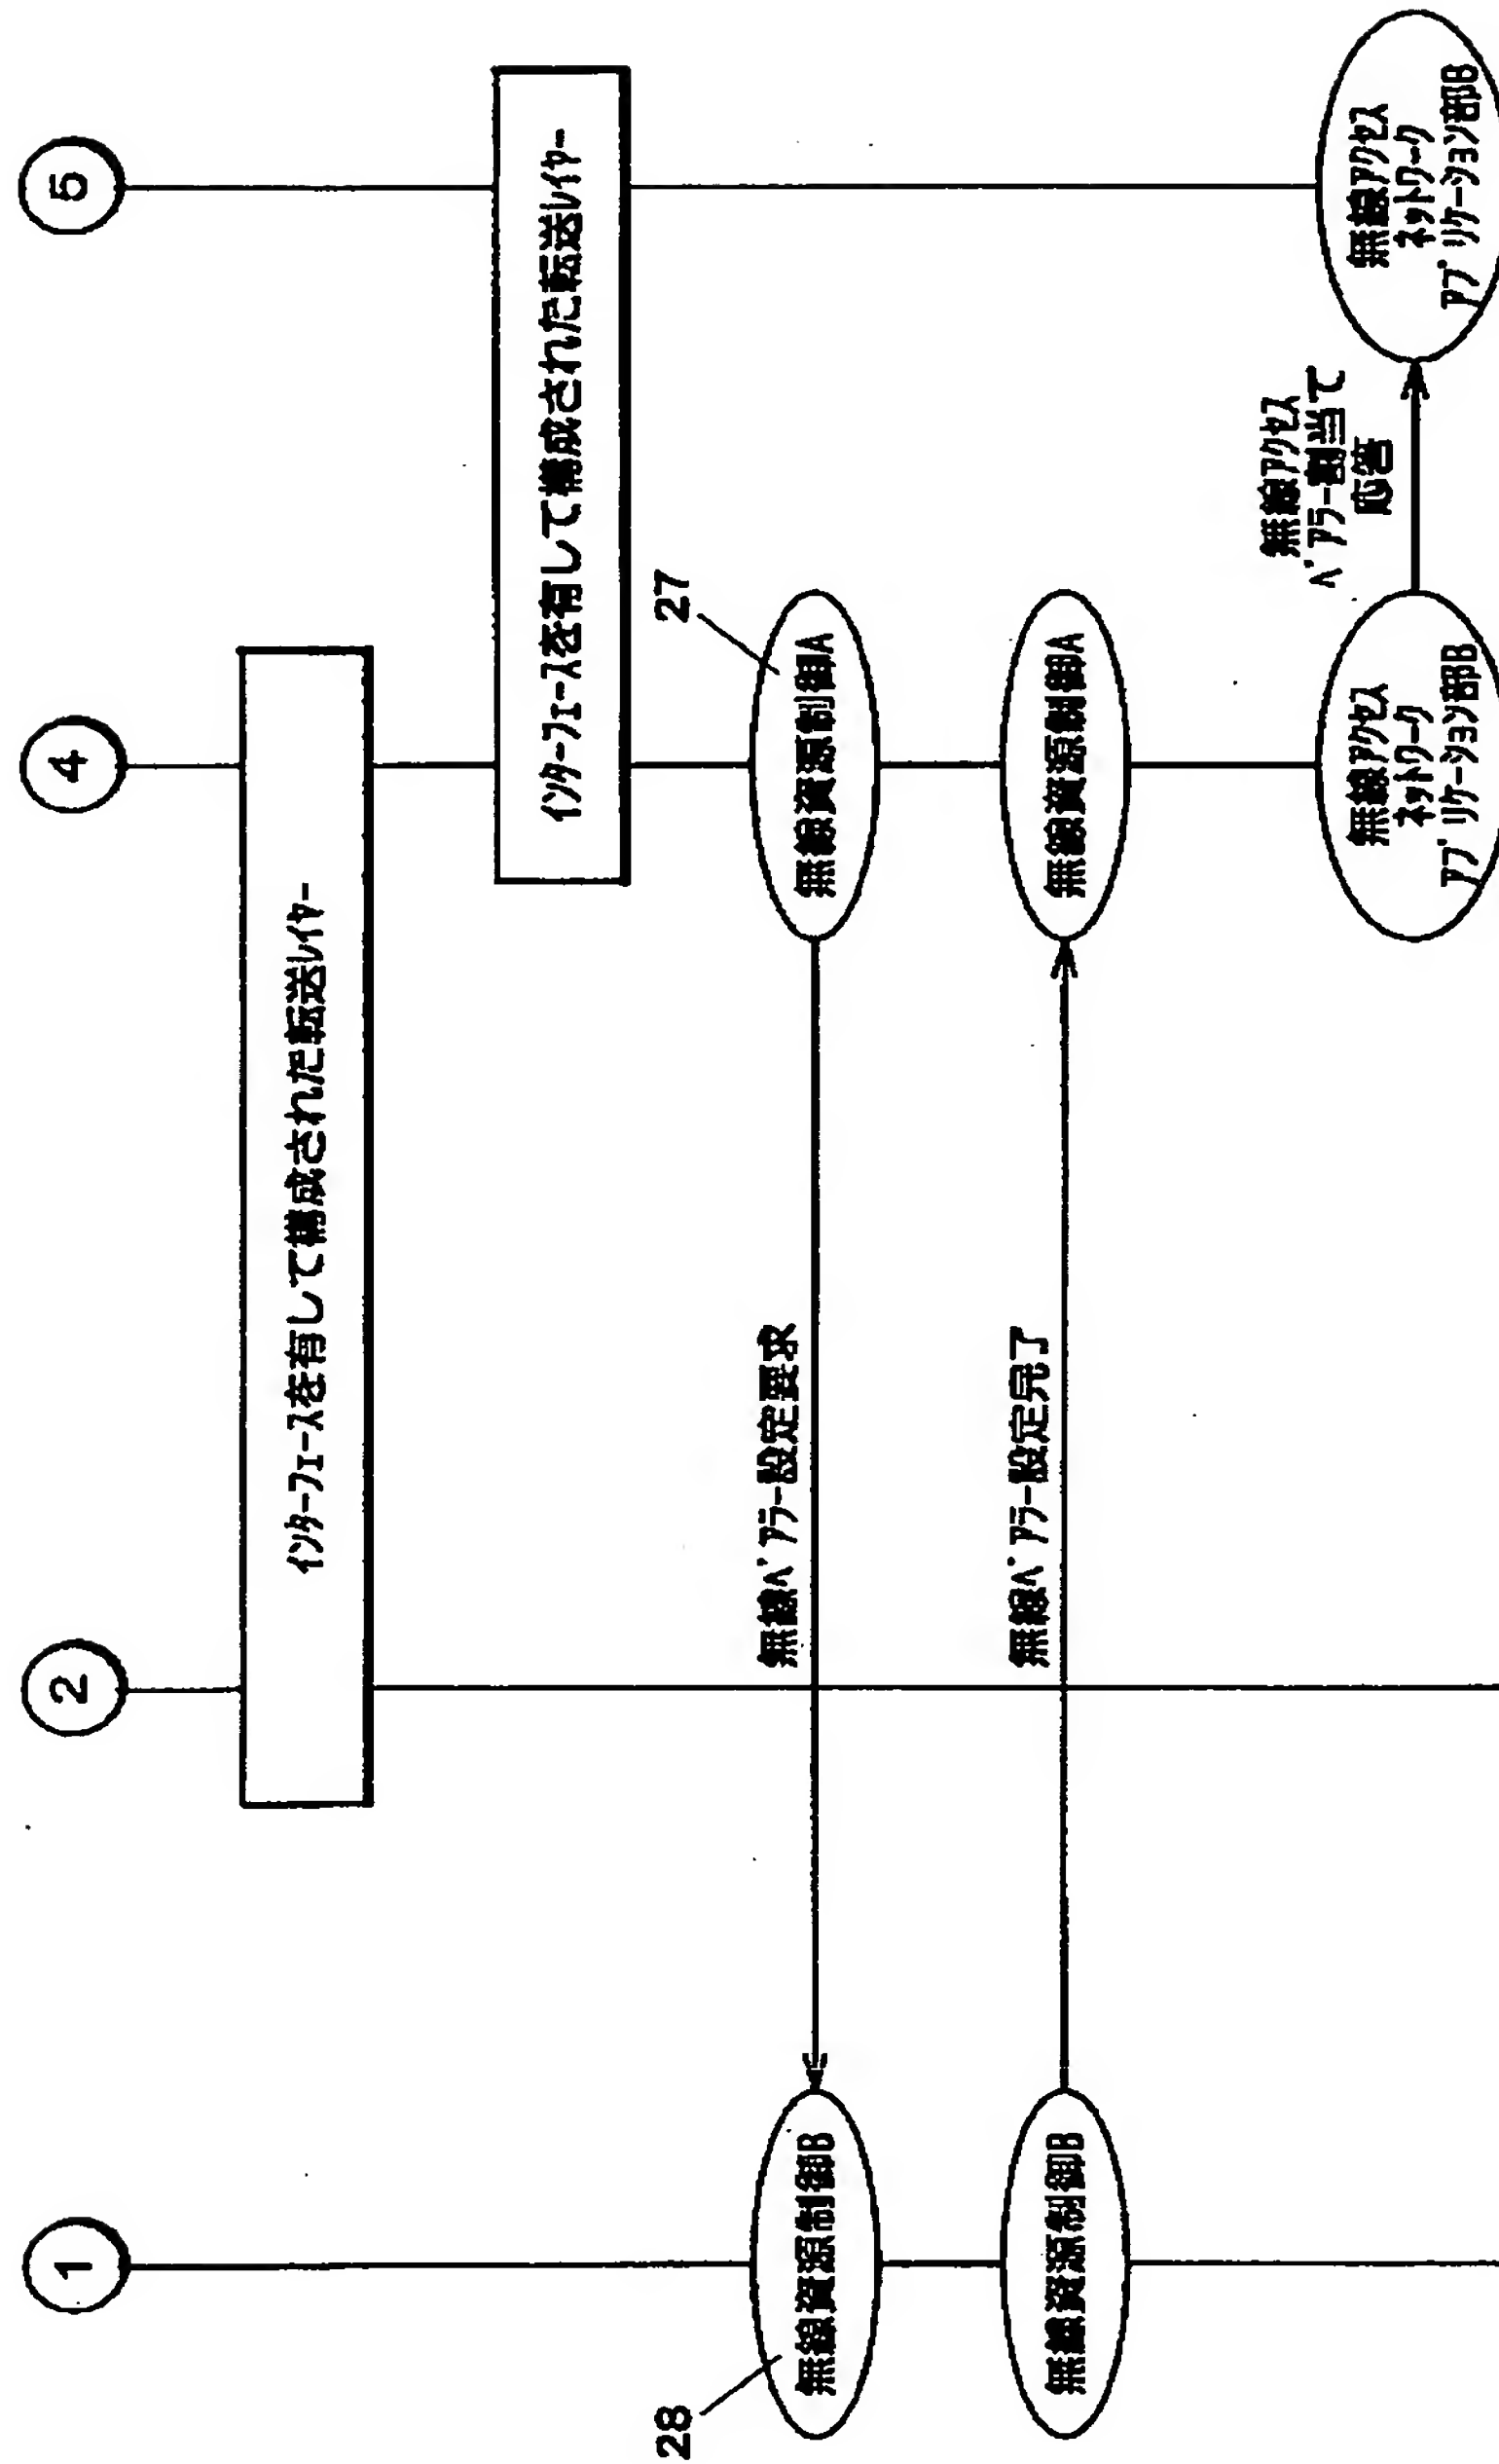 1
2
4
5
インターフェースを有して構成された転送レイヤー
インターフェースを有して構成された転送レイヤー
28
27
無線資源制御B
無線ベアラー設定要求
無線資源制御A
無線資源制御B
無線ベアラー設定完了
無線資源制御A
無線アクセス
ネットワーク
アプリケーション部B
無線アクセス
ベアラー割当て
応答
無線アクセス
ネットワーク
アプリケーション部B